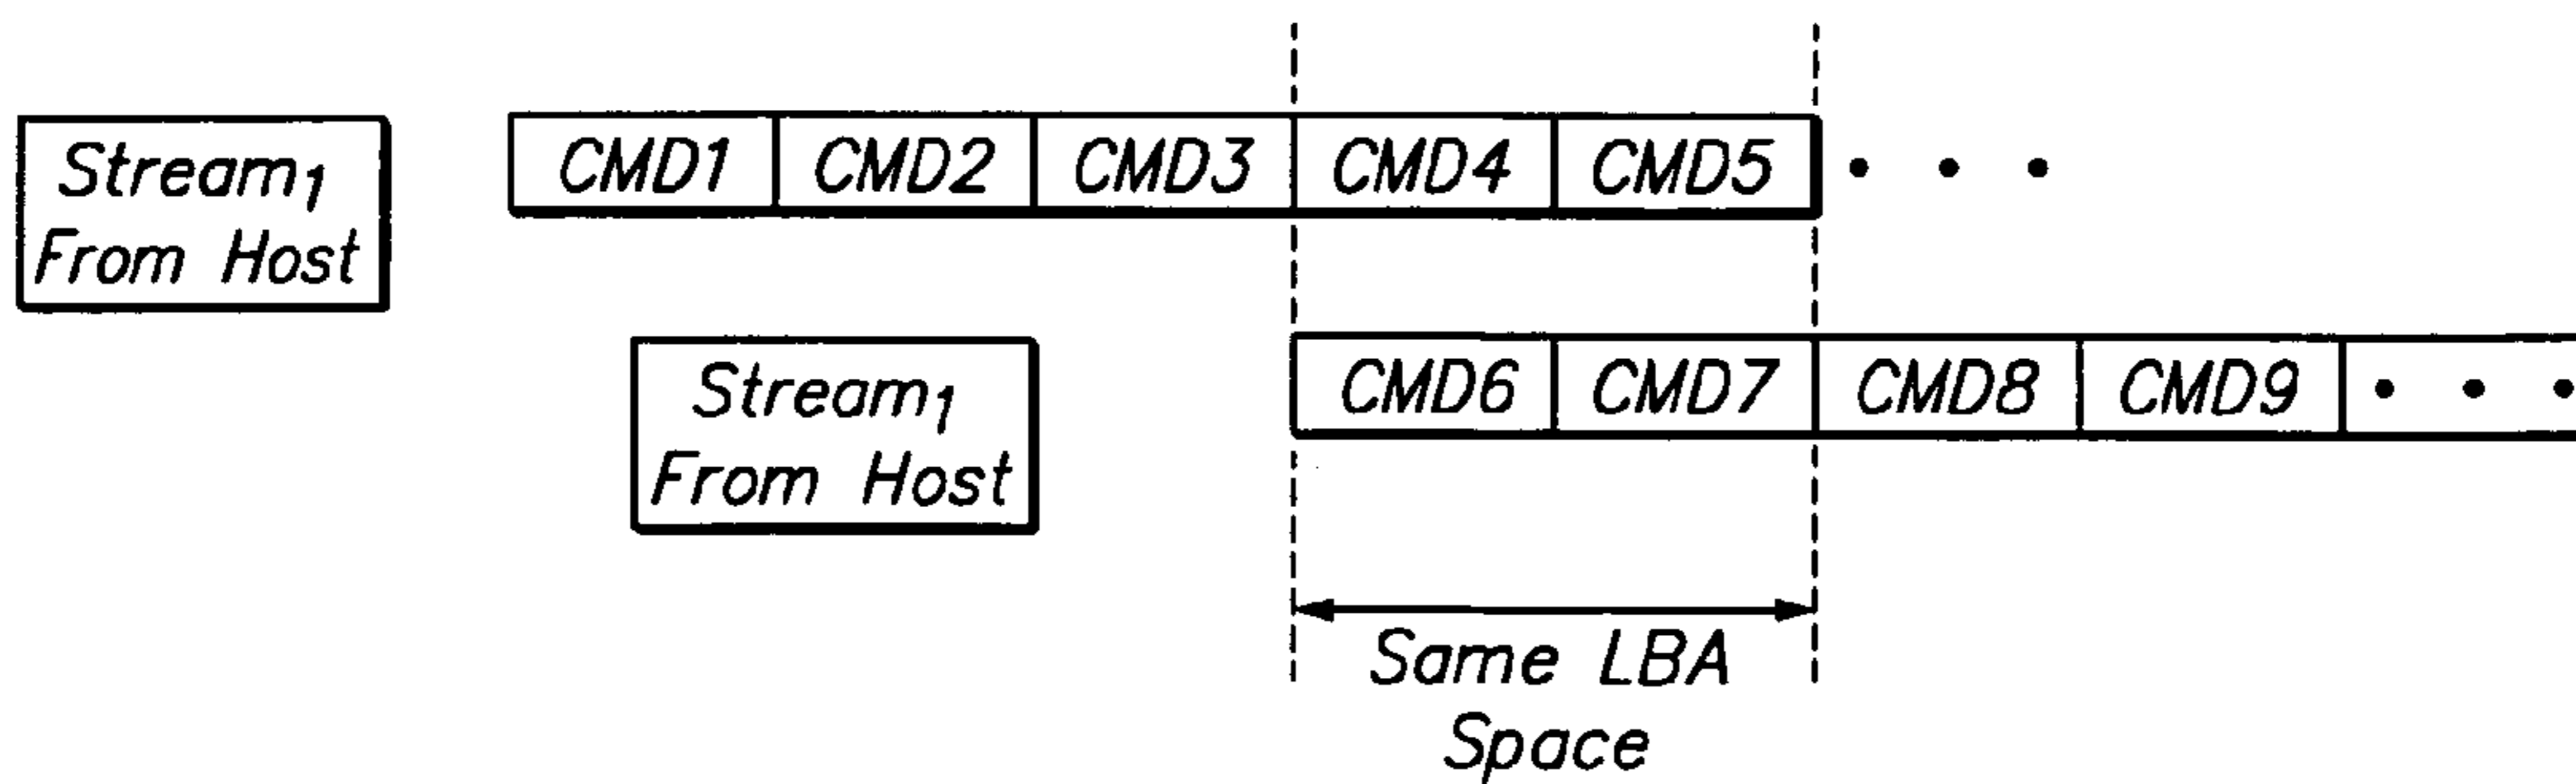 Stream₁
From Host
CMD1 CMD2 CMD3 CMD4 CMD5 • • •
Stream₁
From Host
CMD6 CMD7 CMD8 CMD9 • • •
Same LBA
Space